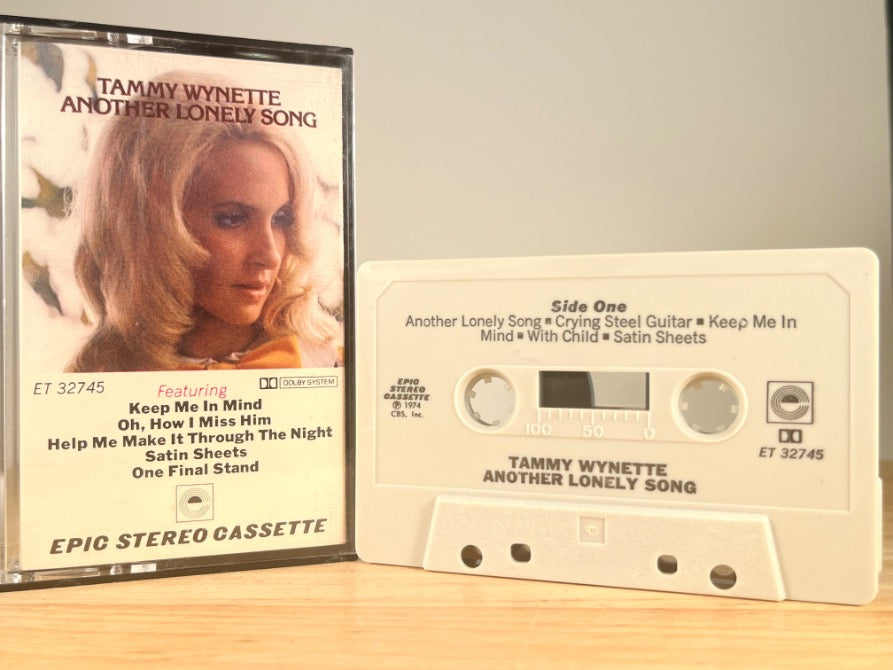 TAMMY WYNETTE
ANOTHER LONELY SONG
ET 32745
Featuring
DOLBY SYSTEM
Keep Me In Mind
Oh, How I Miss Him
Help Me Make It Through The Night
Satin Sheets
One Final Stand
EPIC STEREO CASSETTE
Side One
Another Lonely Song ▪ Crying Steel Guitar ▪ Keep Me In
Mind ▪ With Child ▪ Satin Sheets
EPIC
STEREO
CASSETTE
℗ 1974
CBS, Inc.
100 50 0
ET 32745
TAMMY WYNETTE
ANOTHER LONELY SONG